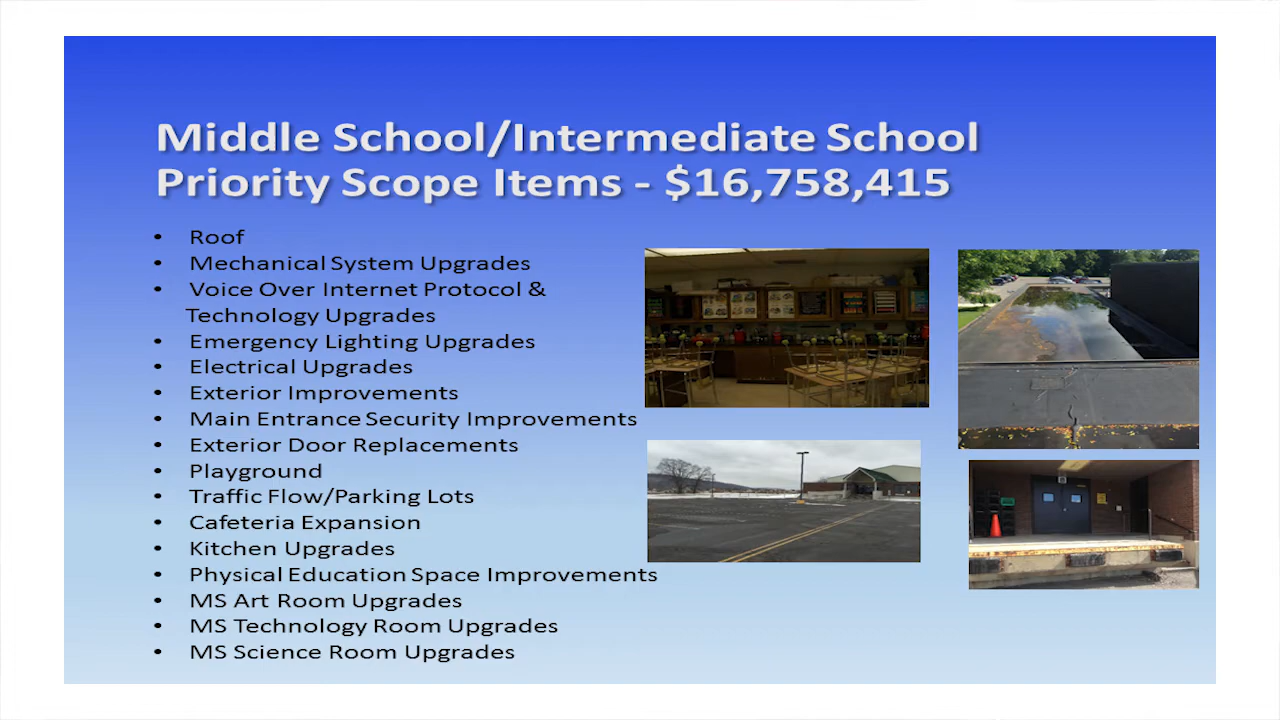 Middle School/Intermediate School
Priority Scope Items - $16,758,415
• Roof
• Mechanical System Upgrades
• Voice Over Internet Protocol &
Technology Upgrades
• Emergency Lighting Upgrades
• Electrical Upgrades
• Exterior Improvements
• Main Entrance Security Improvements
• Exterior Door Replacements
• Playground
• Traffic Flow/Parking Lots
• Cafeteria Expansion
• Kitchen Upgrades
• Physical Education Space Improvements
• MS Art Room Upgrades
• MS Technology Room Upgrades
• MS Science Room Upgrades